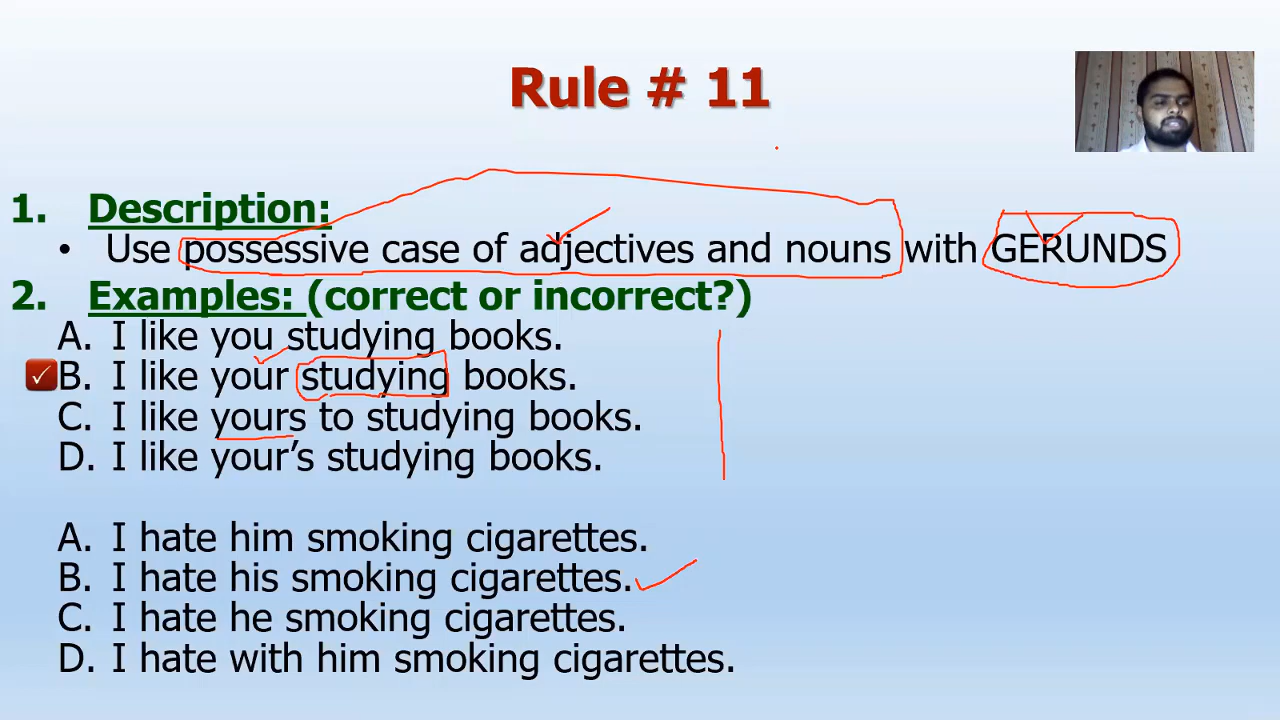 Rule # 11
1. Description:
• Use possessive case of adjectives and nouns with GERUNDS
2. Examples: (correct or incorrect?)
A. I like you studying books.
B. I like your studying books.
C. I like yours to studying books.
D. I like your’s studying books.
A. I hate him smoking cigarettes.
B. I hate his smoking cigarettes.
C. I hate he smoking cigarettes.
D. I hate with him smoking cigarettes.